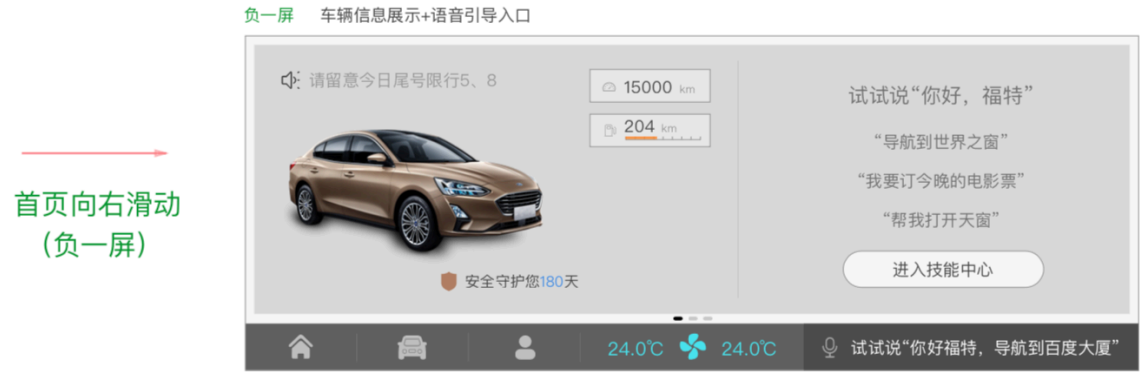 负一屏 车辆信息展示+语音引导入口
首页向右滑动
（负一屏）
请留意今日尾号限行5、8
15000 km
204 km
安全守护您180天
试试说“你好，福特”
“导航到世界之窗”
“我要订今晚的电影票”
“帮我打开天窗”
进入技能中心
24.0℃ 24.0℃
试试说“你好福特，导航到百度大厦”